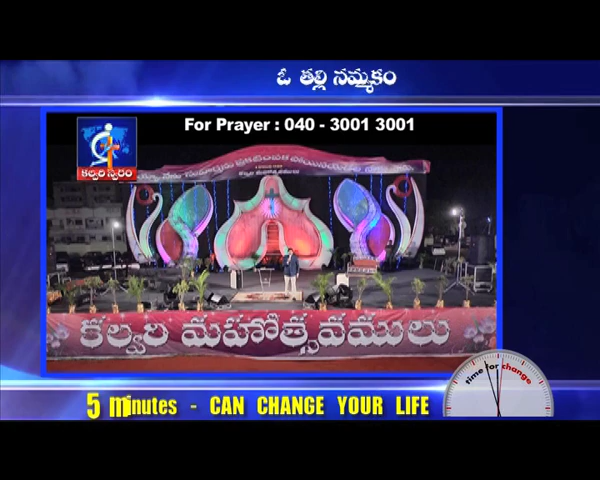 ఓ తల్లి నమ్మకం
For Prayer : 040 - 3001 3001
కల్వరి స్వరం
కల్వరి మహోత్సవములు
time for change
5 minutes - CAN CHANGE YOUR LIFE